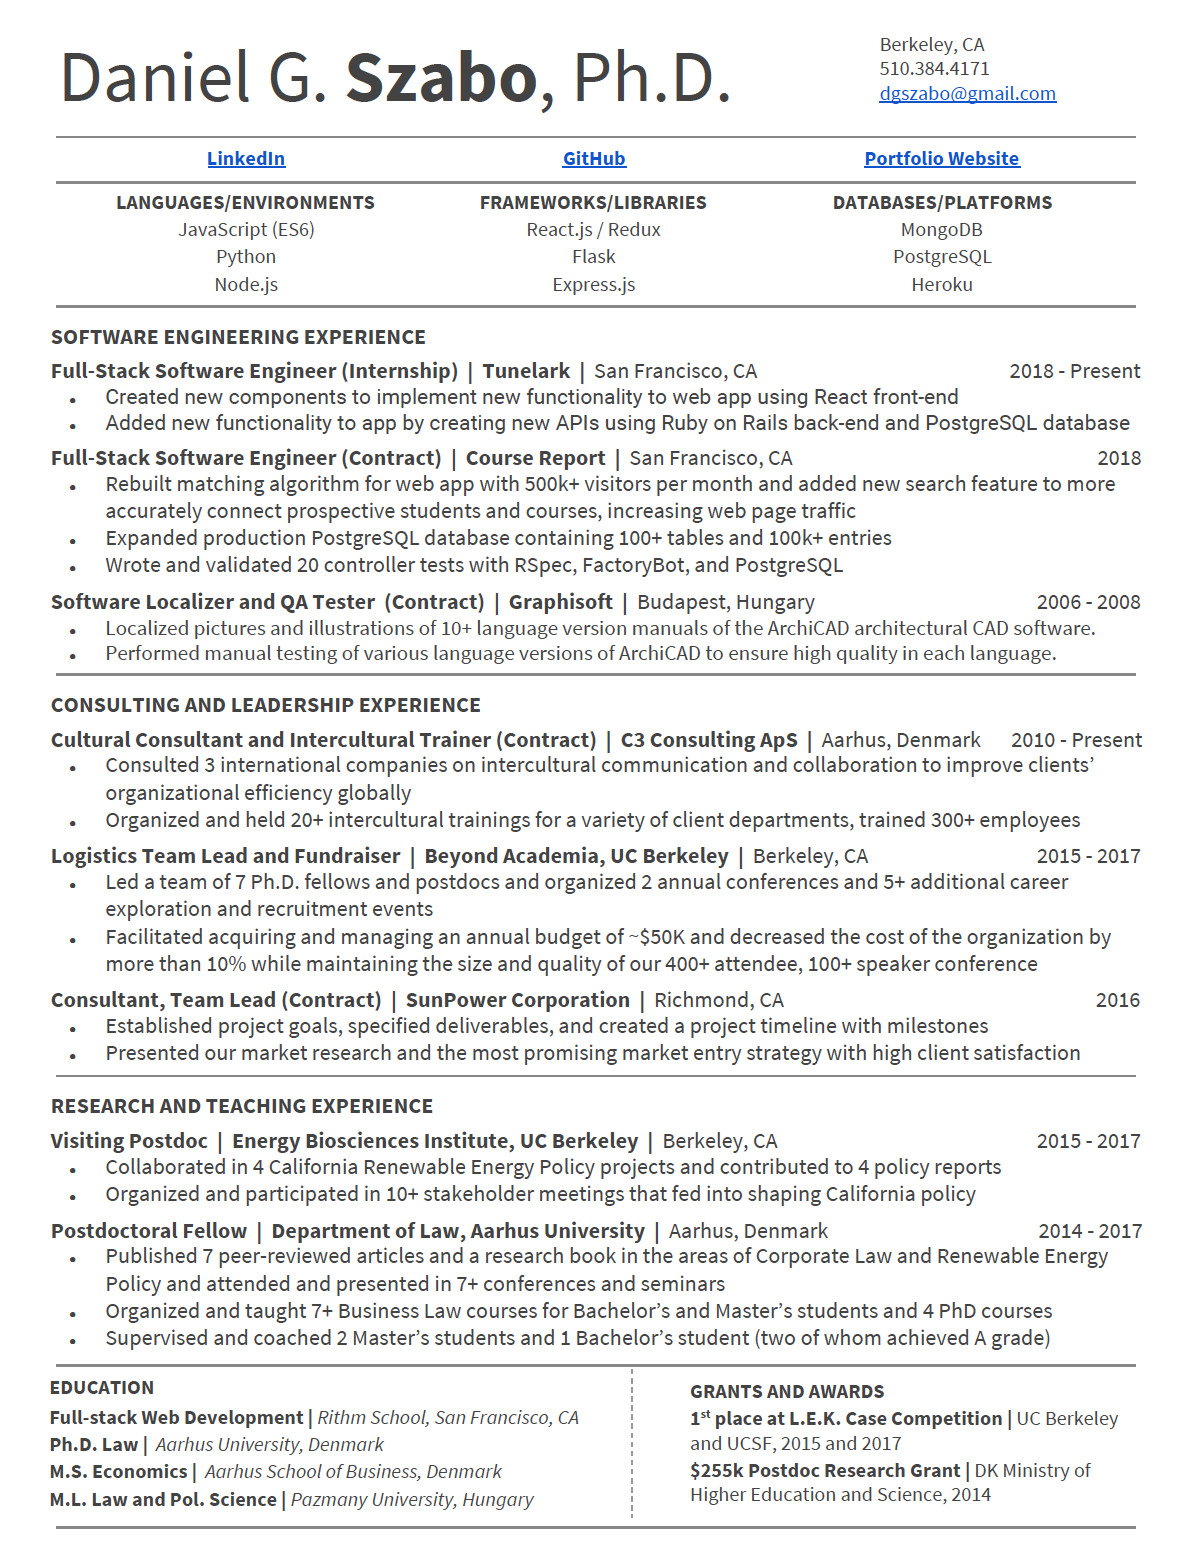 Daniel G. Szabo, Ph.D.
Berkeley, CA
510.384.4171
dgszabo@gmail.com
LinkedIn GitHub Portfolio Website
LANGUAGES/ENVIRONMENTS FRAMEWORKS/LIBRARIES DATABASES/PLATFORMS
JavaScript (ES6) React.js / Redux MongoDB
Python Flask PostgreSQL
Node.js Express.js Heroku
SOFTWARE ENGINEERING EXPERIENCE
Full-Stack Software Engineer (Internship) | Tunelark | San Francisco, CA 2018 - Present
• Created new components to implement new functionality to web app using React front-end
• Added new functionality to app by creating new APIs using Ruby on Rails back-end and PostgreSQL database
Full-Stack Software Engineer (Contract) | Course Report | San Francisco, CA 2018
• Rebuilt matching algorithm for web app with 500k+ visitors per month and added new search feature to more
accurately connect prospective students and courses, increasing web page traffic
• Expanded production PostgreSQL database containing 100+ tables and 100k+ entries
• Wrote and validated 20 controller tests with RSpec, FactoryBot, and PostgreSQL
Software Localizer and QA Tester (Contract) | Graphisoft | Budapest, Hungary 2006 - 2008
• Localized pictures and illustrations of 10+ language version manuals of the ArchiCAD architectural CAD software.
• Performed manual testing of various language versions of ArchiCAD to ensure high quality in each language.
CONSULTING AND LEADERSHIP EXPERIENCE
Cultural Consultant and Intercultural Trainer (Contract) | C3 Consulting ApS | Aarhus, Denmark 2010 - Present
• Consulted 3 international companies on intercultural communication and collaboration to improve clients’
organizational efficiency globally
• Organized and held 20+ intercultural trainings for a variety of client departments, trained 300+ employees
Logistics Team Lead and Fundraiser | Beyond Academia, UC Berkeley | Berkeley, CA 2015 - 2017
• Led a team of 7 Ph.D. fellows and postdocs and organized 2 annual conferences and 5+ additional career
exploration and recruitment events
• Facilitated acquiring and managing an annual budget of ~$50K and decreased the cost of the organization by
more than 10% while maintaining the size and quality of our 400+ attendee, 100+ speaker conference
Consultant, Team Lead (Contract) | SunPower Corporation | Richmond, CA 2016
• Established project goals, specified deliverables, and created a project timeline with milestones
• Presented our market research and the most promising market entry strategy with high client satisfaction
RESEARCH AND TEACHING EXPERIENCE
Visiting Postdoc | Energy Biosciences Institute, UC Berkeley | Berkeley, CA 2015 - 2017
• Collaborated in 4 California Renewable Energy Policy projects and contributed to 4 policy reports
• Organized and participated in 10+ stakeholder meetings that fed into shaping California policy
Postdoctoral Fellow | Department of Law, Aarhus University | Aarhus, Denmark 2014 - 2017
• Published 7 peer-reviewed articles and a research book in the areas of Corporate Law and Renewable Energy
Policy and attended and presented in 7+ conferences and seminars
• Organized and taught 7+ Business Law courses for Bachelor’s and Master’s students and 4 PhD courses
• Supervised and coached 2 Master’s students and 1 Bachelor’s student (two of whom achieved A grade)
EDUCATION
Full-stack Web Development | Rithm School, San Francisco, CA
Ph.D. Law | Aarhus University, Denmark
M.S. Economics | Aarhus School of Business, Denmark
M.L. Law and Pol. Science | Pazmany University, Hungary
GRANTS AND AWARDS
1st place at L.E.K. Case Competition | UC Berkeley
and UCSF, 2015 and 2017
$255k Postdoc Research Grant | DK Ministry of
Higher Education and Science, 2014